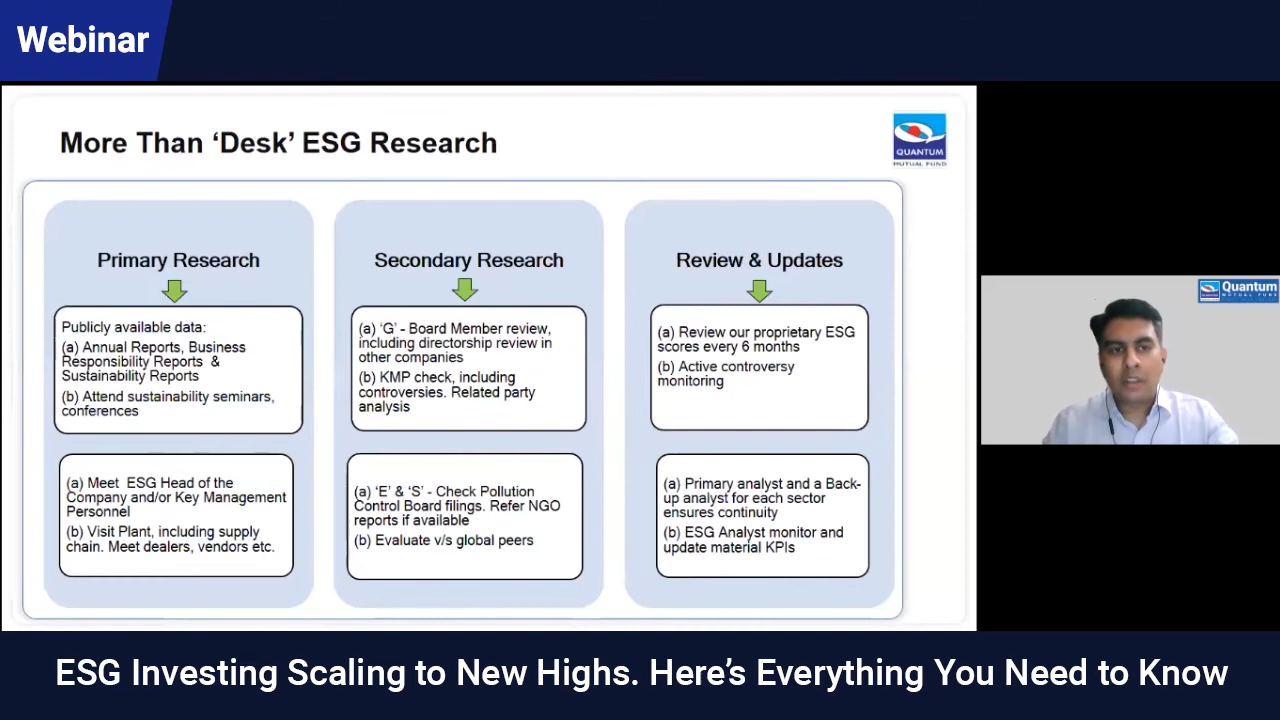 Webinar
More Than ‘Desk’ ESG Research
QUANTUM
MUTUAL FUND
Primary Research
Publicly available data:
(a) Annual Reports, Business
Responsibility Reports &
Sustainability Reports
(b) Attend sustainability seminars,
conferences
(a) Meet ESG Head of the
Company and/or Key Management
Personnel
(b) Visit Plant, including supply
chain. Meet dealers, vendors etc.
Secondary Research
(a) ‘G’ - Board Member review,
including directorship review in
other companies
(b) KMP check, including
controversies. Related party
analysis
(a) ‘E’ & ‘S’ - Check Pollution
Control Board filings. Refer NGO
reports if available
(b) Evaluate v/s global peers
Review & Updates
(a) Review our proprietary ESG
scores every 6 months
(b) Active controversy
monitoring
(a) Primary analyst and a Back-
up analyst for each sector
ensures continuity
(b) ESG Analyst monitor and
update material KPIs
Quantum
MUTUAL FUND
ESG Investing Scaling to New Highs. Here’s Everything You Need to Know